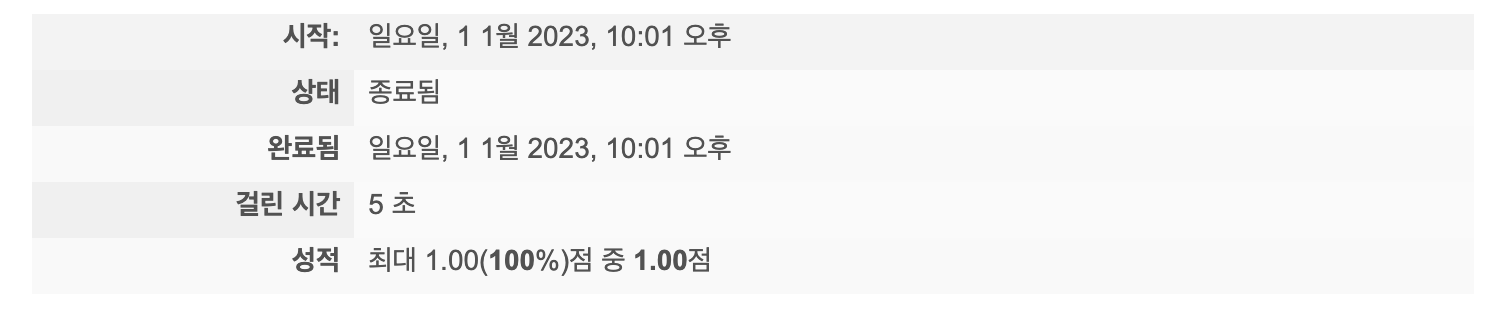 시작: 일요일, 1 1월 2023, 10:01 오후
상태 종료됨
완료됨 일요일, 1 1월 2023, 10:01 오후
걸린 시간 5 초
성적 최대 1.00(100%)점 중 1.00점